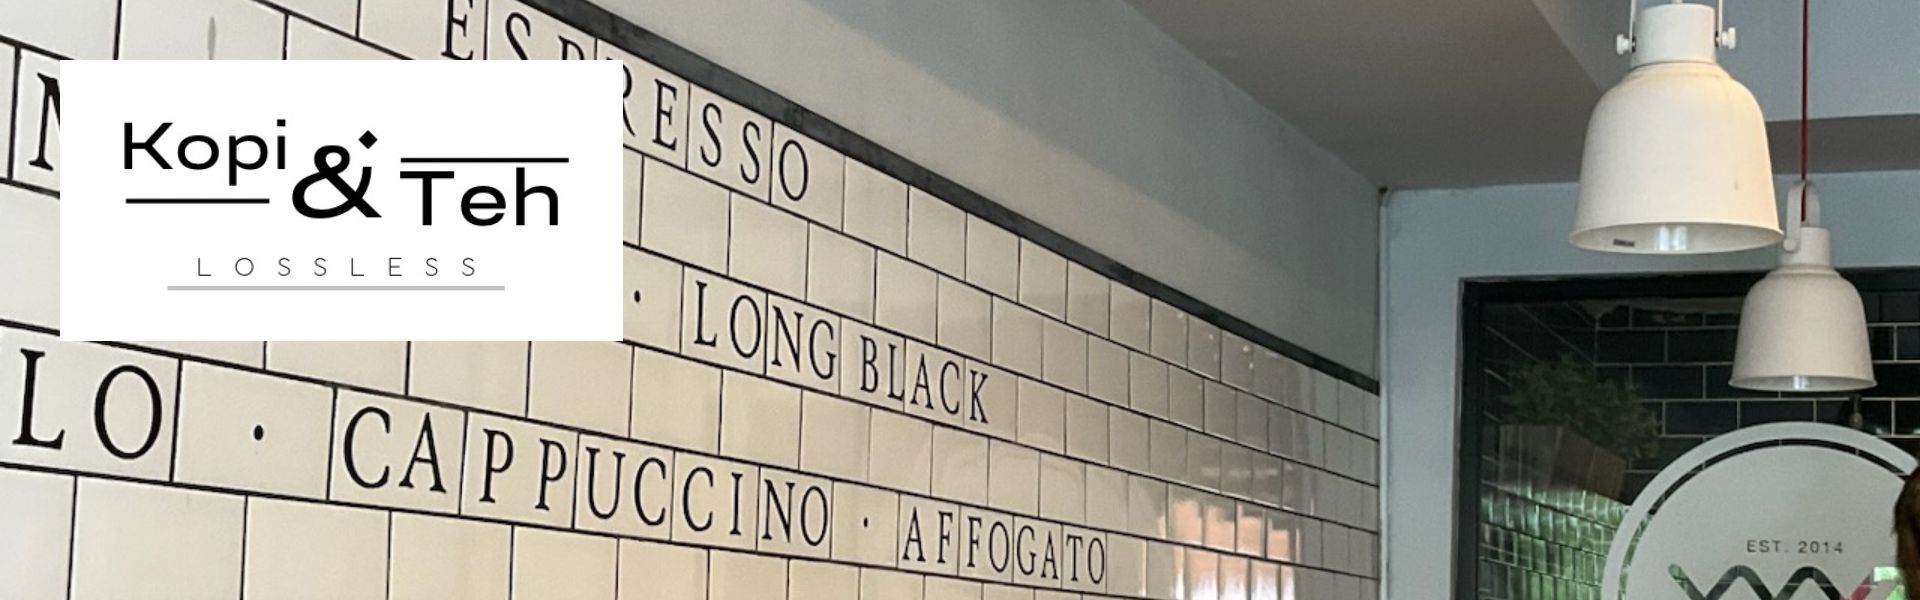 ESPRESSO
Kopi & Teh
LOSSLESS
· LONG BLACK
LO · CAPPUCCINO · AFFOGATO
EST. 2014